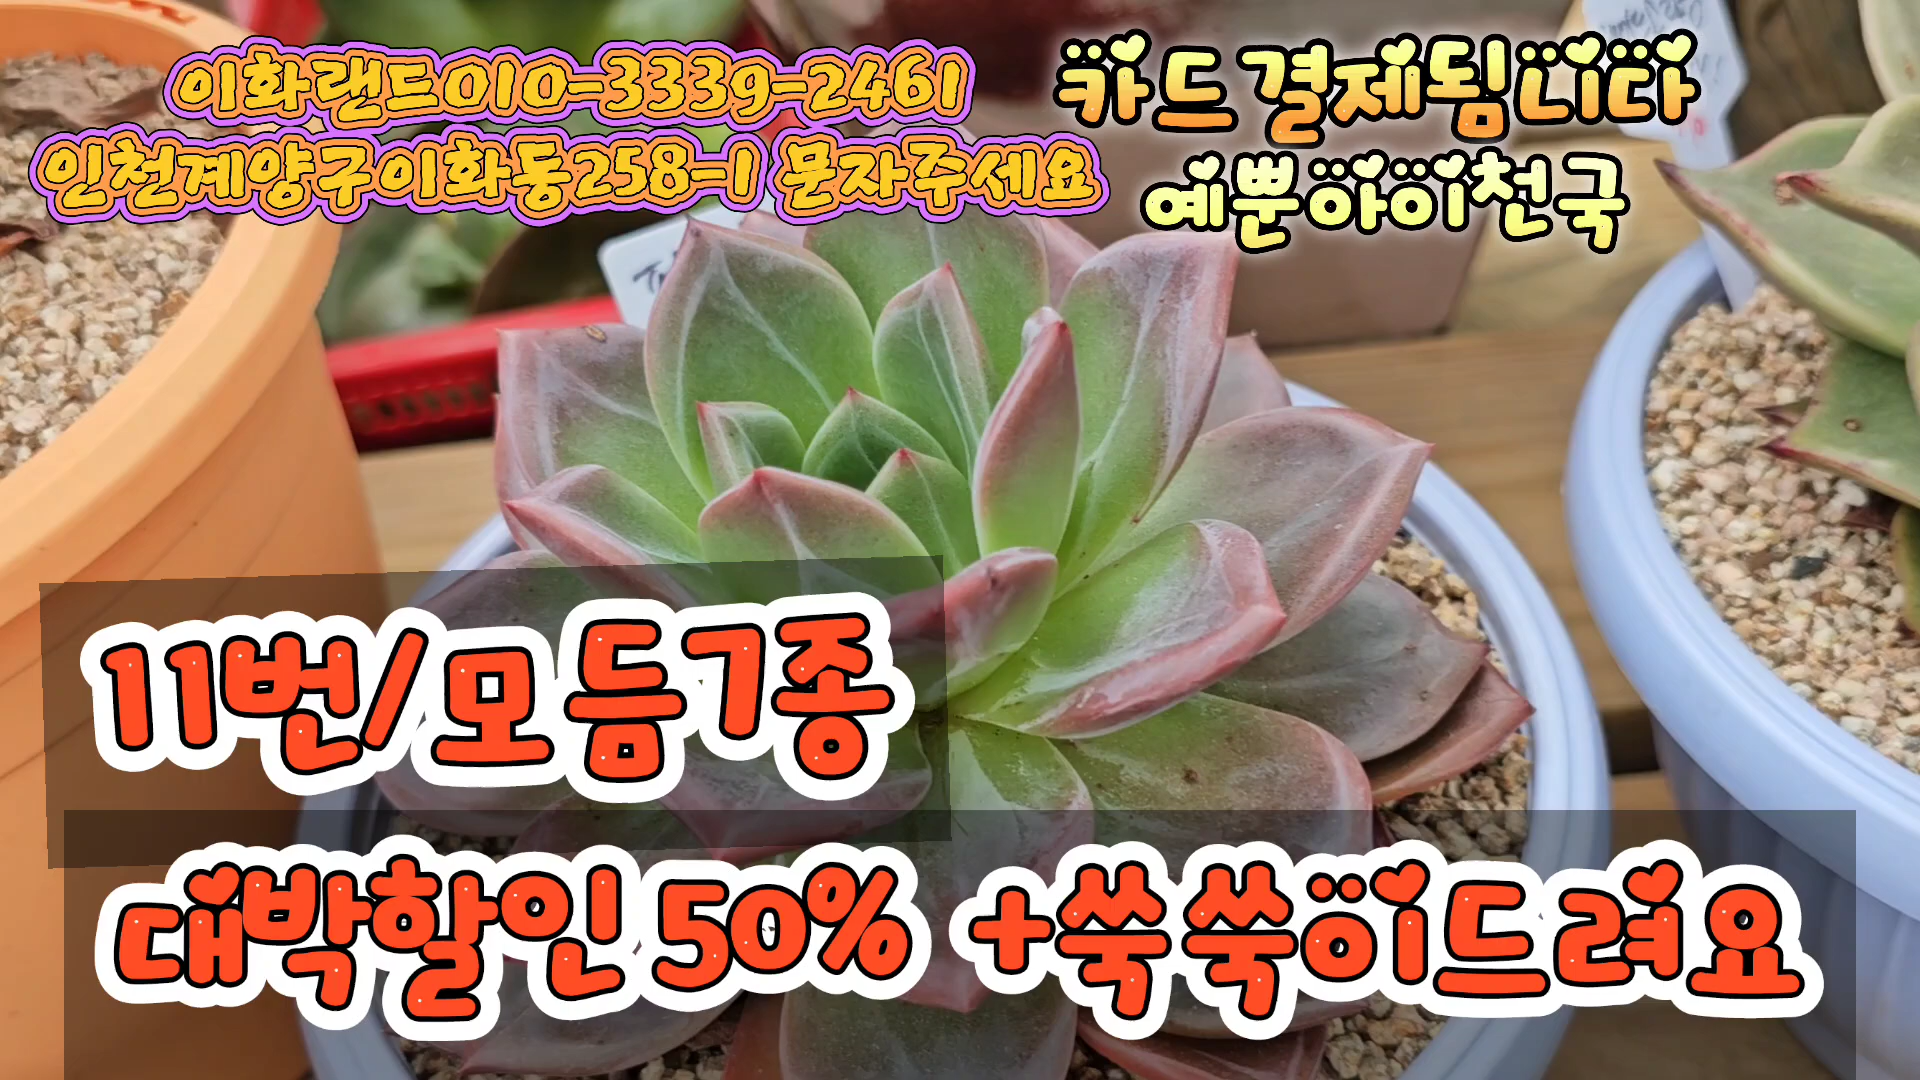 이화랜드010-3339-2461
인천계양구이화동258-1 문자주세요
카드 결제됩니다
예쁜아이천국
11번/모듬7종
대박할인 50% +쑥쑥이드려요